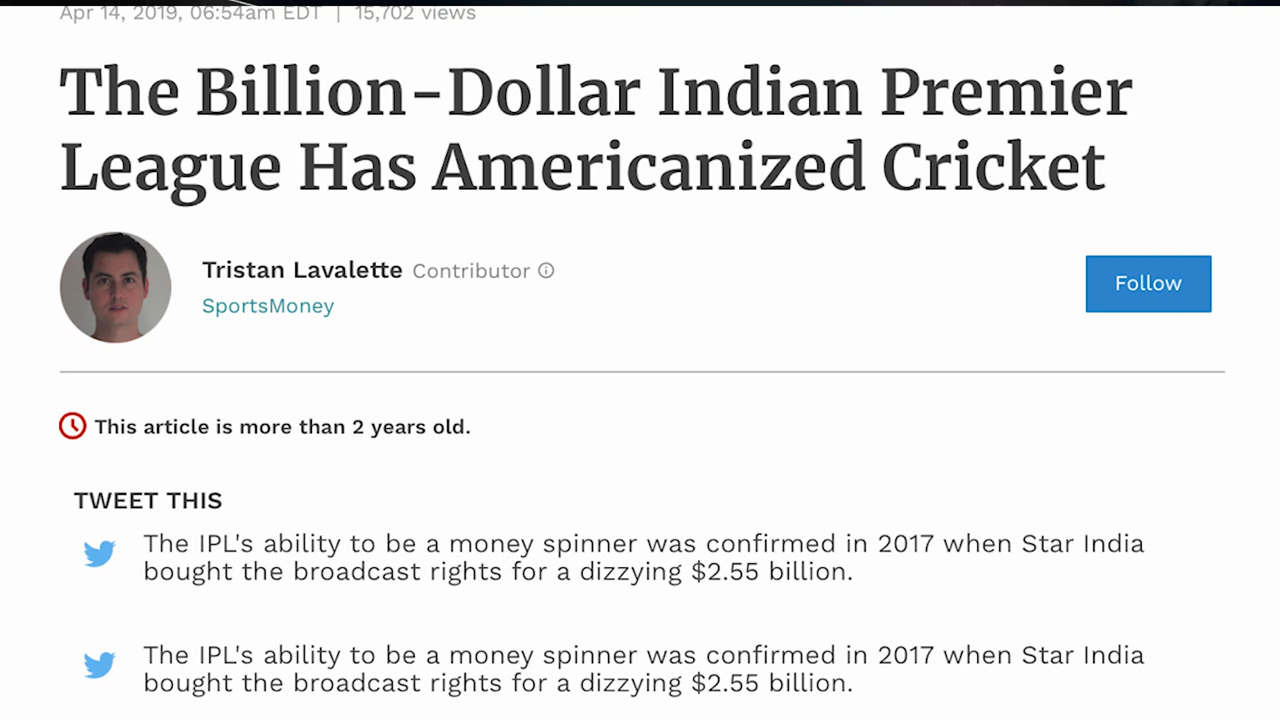 Apr 14, 2019, 06:54am EDT | 15,702 views
The Billion-Dollar Indian Premier
League Has Americanized Cricket
Tristan Lavalette Contributor
SportsMoney
Follow
This article is more than 2 years old.
TWEET THIS
The IPL's ability to be a money spinner was confirmed in 2017 when Star India
bought the broadcast rights for a dizzying $2.55 billion.
The IPL's ability to be a money spinner was confirmed in 2017 when Star India
bought the broadcast rights for a dizzying $2.55 billion.